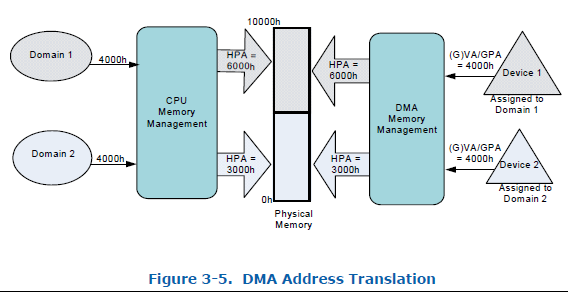 10000h
Domain 1
4000h
HPA =
6000h
CPU
Memory
Management
Domain 2
4000h
HPA =
3000h
0h
Physical
Memory
HPA =
6000h
HPA =
3000h
DMA
Memory
Management
(G)VA/GPA
= 4000h
Device 1
Assigned to
Domain 1
(G)VA/GPA
= 4000h
Device 2
Assigned to
Domain 2
Figure 3-5. DMA Address Translation